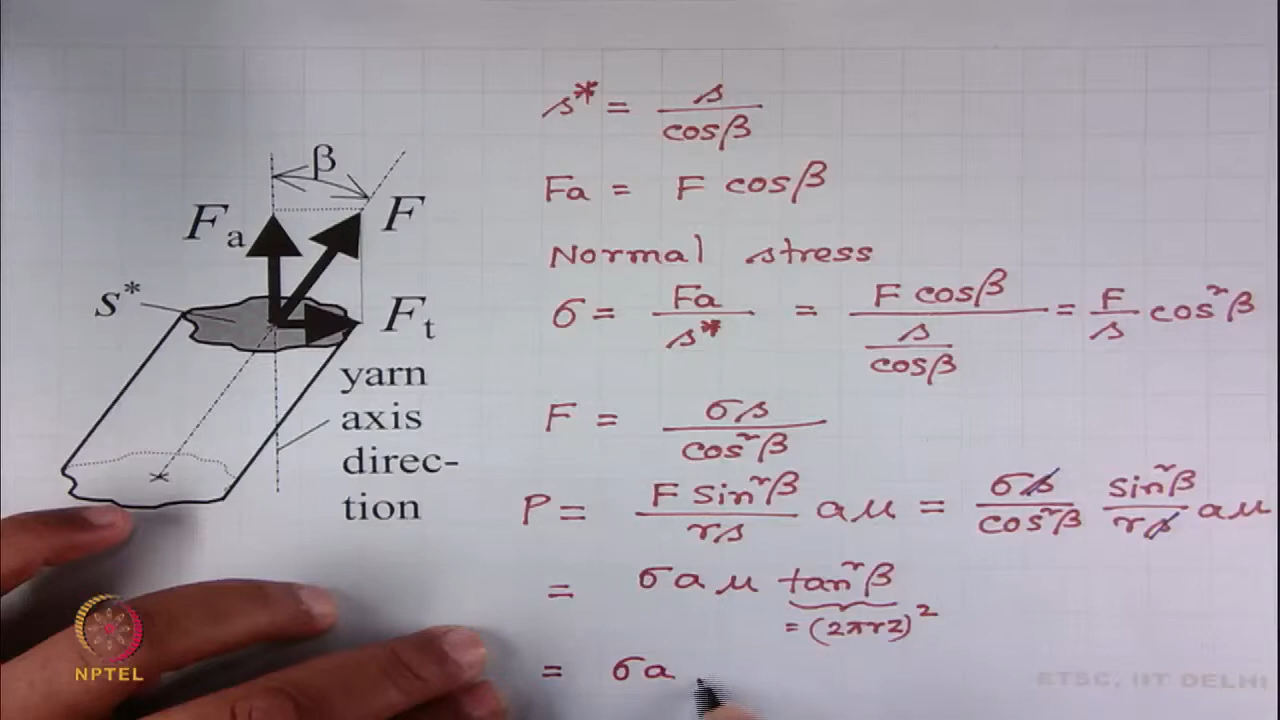 s* = s / cosβ
Fa = F cosβ
Normal stress
σ = Fa / s* = F cosβ / (s / cosβ) = F / s cos²β
F = σs / cos²β
P = F sin²β / rs aμ = σs / cos²β sin²β / rs aμ
= σ a μ tan²β
= (2πrz)²
= σa
β
Fa
F
s*
Ft
yarn
axis
direc-
tion
NPTEL
ETSC, IIT DELHI